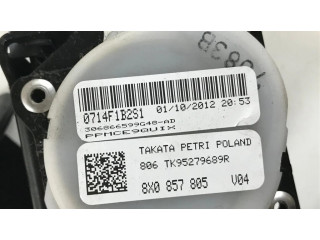 0714F1B2S1 01/10/2012 20:53
306866599G48-AD
PPMCE9QUIX
TAKATA PETRI POLAND
806 TK95279689R
8X0 857 805 V04